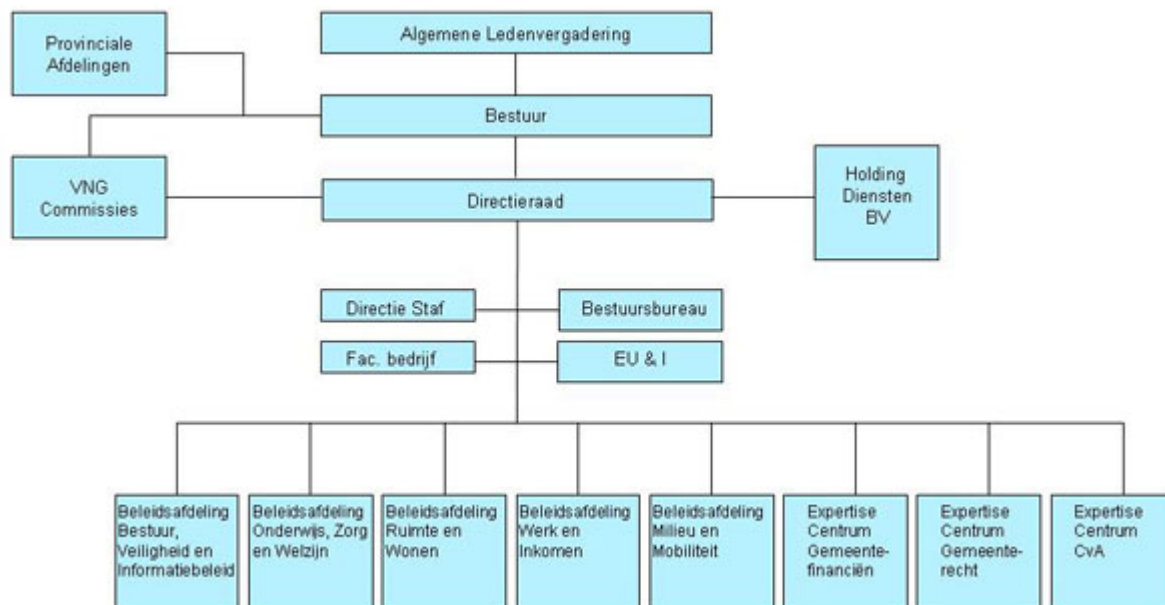 Provinciale
Afdelingen
Algemene Ledenvergadering
Bestuur
VNG
Commissies
Directieraad
Holding
Diensten
BV
Directie Staf
Bestuursbureau
Fac. bedrijf
EU & I
Beleidsafdeling
Bestuur,
Veiligheid en
Informatiebeleid
Beleidsafdeling
Onderwijs, Zorg
en Welzijn
Beleidsafdeling
Ruimte en
Wonen
Beleidsafdeling
Werk en
Inkomen
Beleidsafdeling
Milieu en
Mobiliteit
Expertise
Centrum
Gemeente-
financiën
Expertise
Centrum
Gemeente-
recht
Expertise
Centrum
CvA